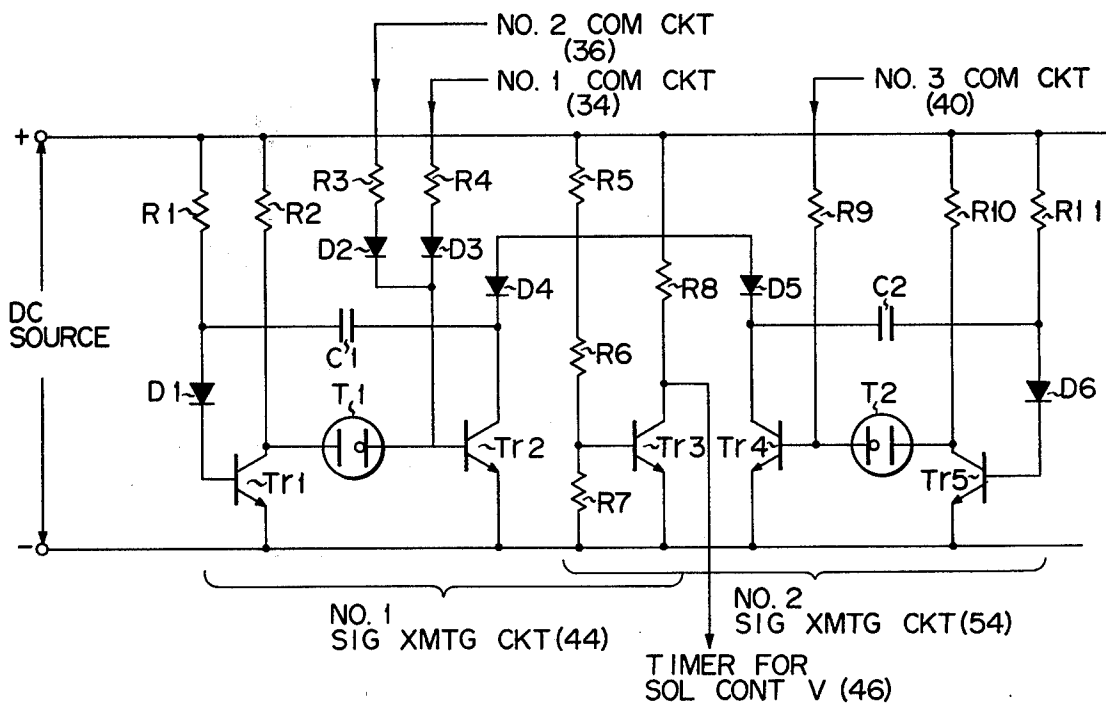 NO. 2 COM CKT
(36)
NO. 1 COM CKT
(34)
NO. 3 COM CKT
(40)
+
R3
R4
R5
R1
R2
R9
R10
R11
D2
D3
D4
R8
D5
C2
DC
SOURCE
C1
R6
D1
T1
T2
D6
Tr1
Tr2
Tr3
Tr4
Tr5
R7
-
NO. 1
SIG XMTG CKT (44)
NO. 2
SIG XMTG CKT (54)
TIMER FOR
SOL CONT V (46)